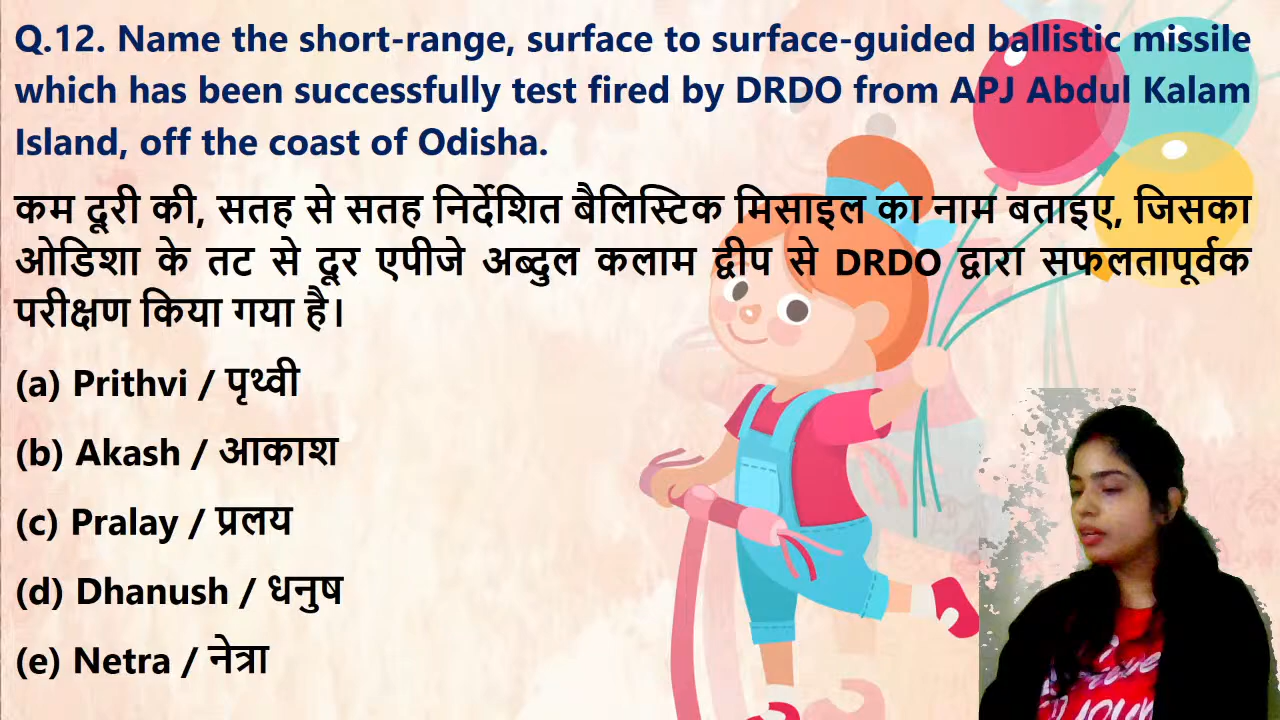 Q.12. Name the short-range, surface to surface-guided ballistic missile
which has been successfully test fired by DRDO from APJ Abdul Kalam
Island, off the coast of Odisha.
कम दूरी की, सतह से सतह निर्देशित बैलिस्टिक मिसाइल का नाम बताइए, जिसका
ओडिशा के तट से दूर एपीजे अब्दुल कलाम द्वीप से DRDO द्वारा सफलतापूर्वक
परीक्षण किया गया है।
(a) Prithvi / पृथ्वी
(b) Akash / आकाश
(c) Pralay / प्रलय
(d) Dhanush / धनुष
(e) Netra / नेत्रा